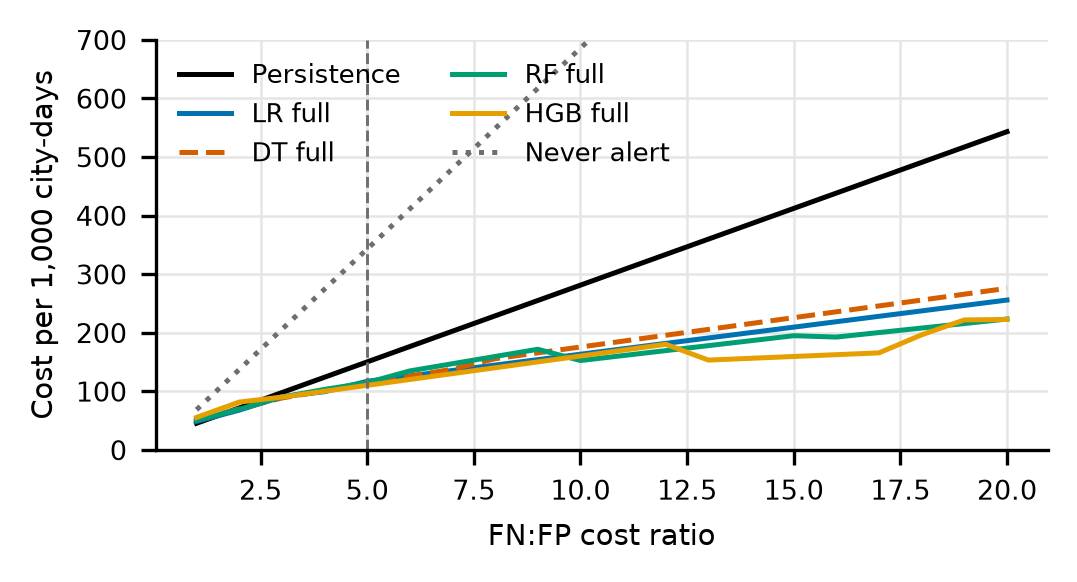 700
600
500
400
300
200
100
0
Cost per 1,000 city-days
Persistence
LR full
DT full
RF full
HGB full
Never alert
2.5 5.0 7.5 10.0 12.5 15.0 17.5 20.0
FN:FP cost ratio